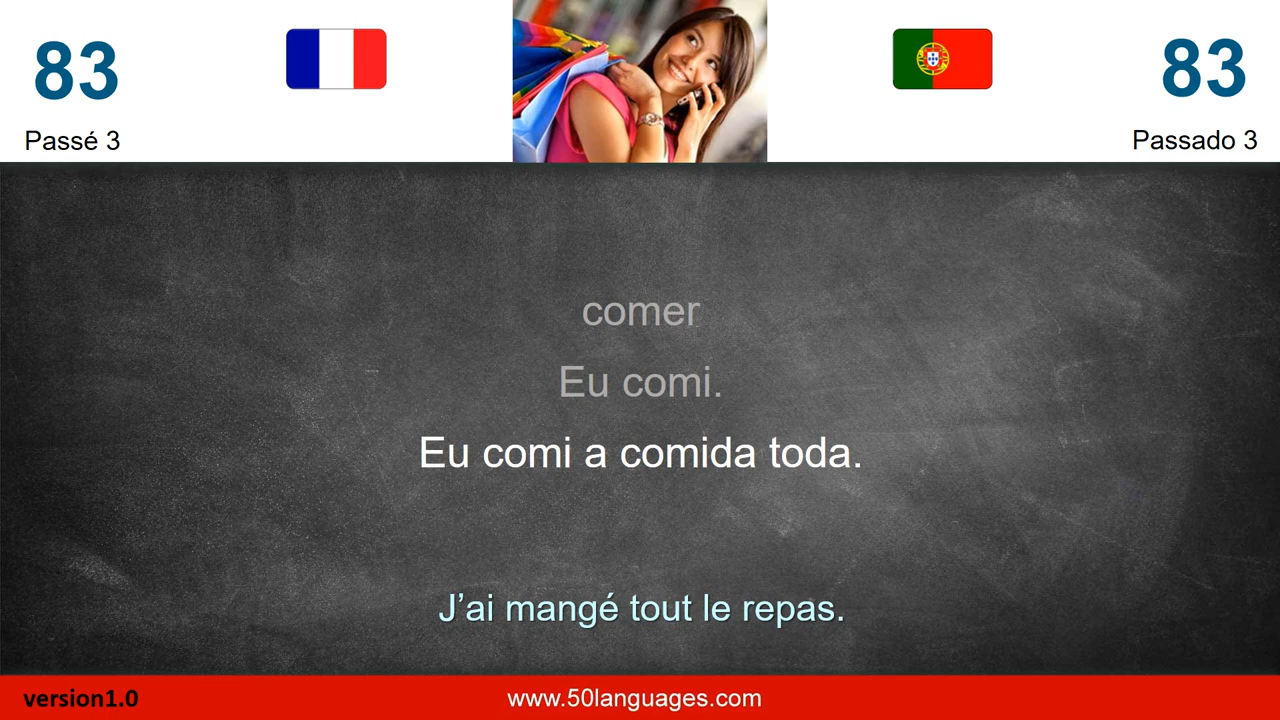 83
83
Passé 3
Passado 3
comer
Eu comi.
Eu comi a comida toda.
J’ai mangé tout le repas.
version1.0
www.50languages.com